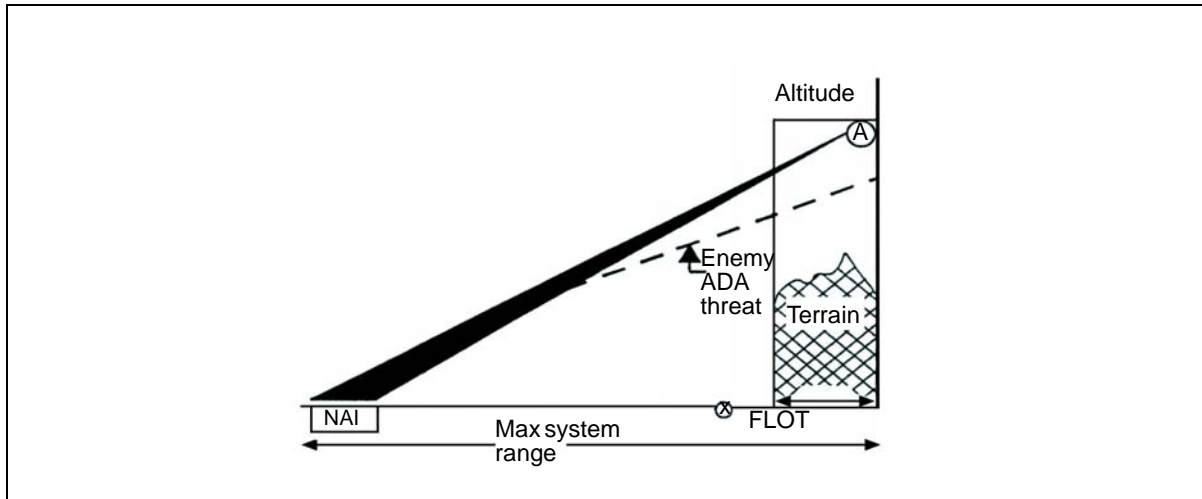 Altitude
A
Enemy
ADA
threat
Terrain
NAI
X
FLOT
Max system
range